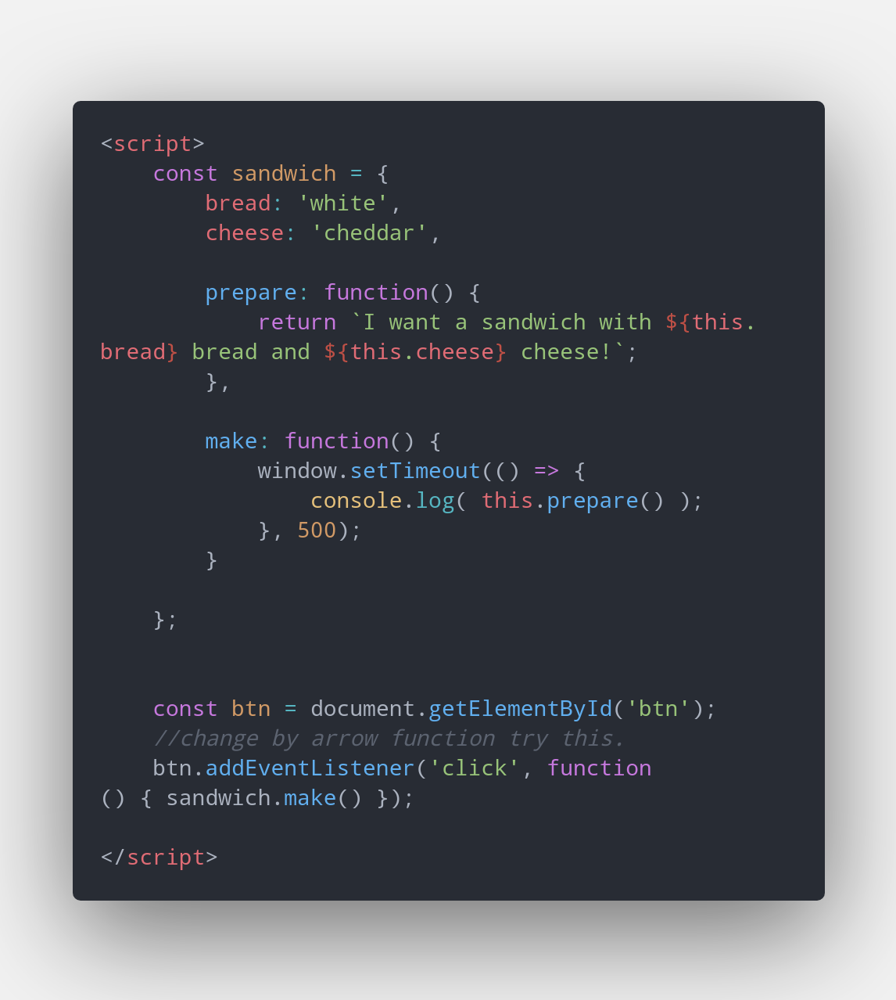 <script>
    const sandwich = {
        bread: 'white',
        cheese: 'cheddar',

        prepare: function() {
            return `I want a sandwich with ${this.
bread} bread and ${this.cheese} cheese!`;
        },

        make: function() {
            window.setTimeout(() => {
                console.log( this.prepare() );
            }, 500);
        }

    };


    const btn = document.getElementById('btn');
    //change by arrow function try this.
    btn.addEventListener('click', function
() { sandwich.make() });

</script>